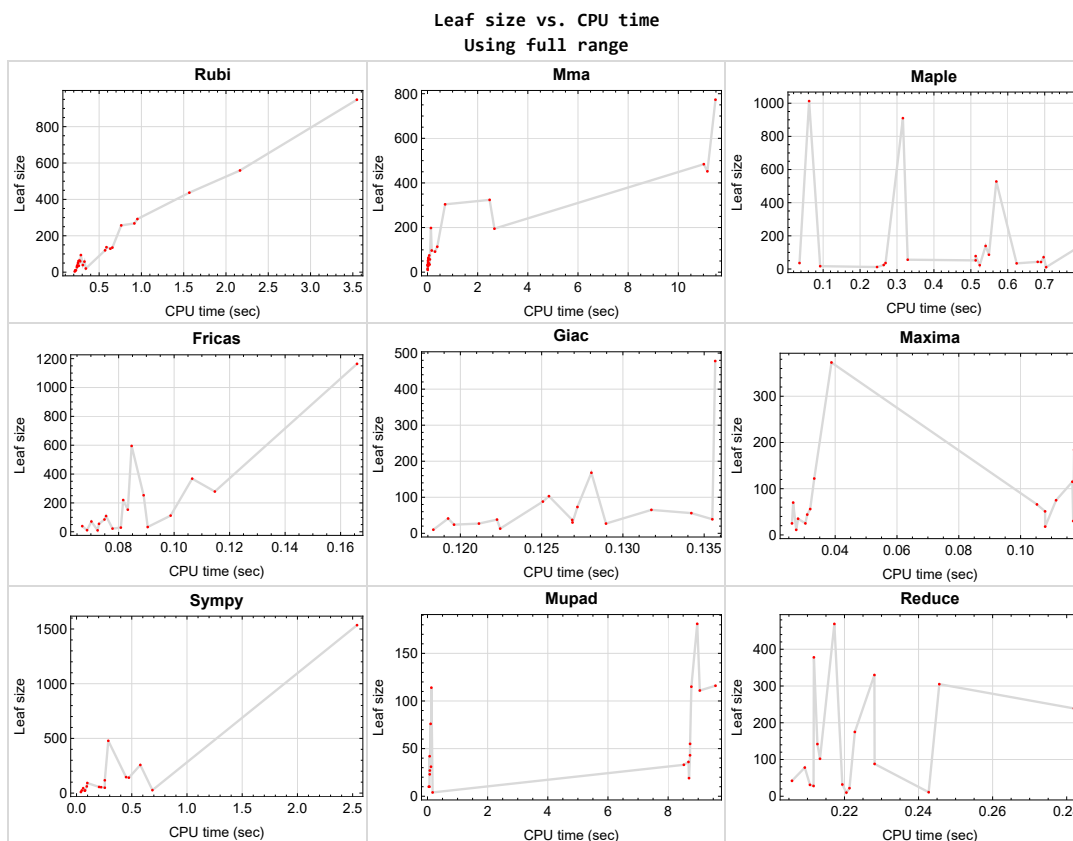 Leaf size vs. CPU time
Using full range
Rubi
Leaf size
800
600
400
200
0
0.5 1.0 1.5 2.0 2.5 3.0 3.5
CPU time (sec)
Mma
Leaf size
800
600
400
200
0
0 2 4 6 8 10
CPU time (sec)
Maple
Leaf size
1000
800
600
400
200
0
0.1 0.2 0.3 0.4 0.5 0.6 0.7
CPU time (sec)
Fricas
Leaf size
1200
1000
800
600
400
200
0
0.08 0.10 0.12 0.14 0.16
CPU time (sec)
Giac
Leaf size
500
400
300
200
100
0
0.120 0.125 0.130 0.135
CPU time (sec)
Maxima
Leaf size
300
200
100
0
0.04 0.06 0.08 0.10
CPU time (sec)
Sympy
Leaf size
1500
1000
500
0
0.0 0.5 1.0 1.5 2.0 2.5
CPU time (sec)
Mupad
Leaf size
150
100
50
0
0 2 4 6 8
CPU time (sec)
Reduce
Leaf size
400
300
200
100
0
0.22 0.24 0.26
CPU time (sec)